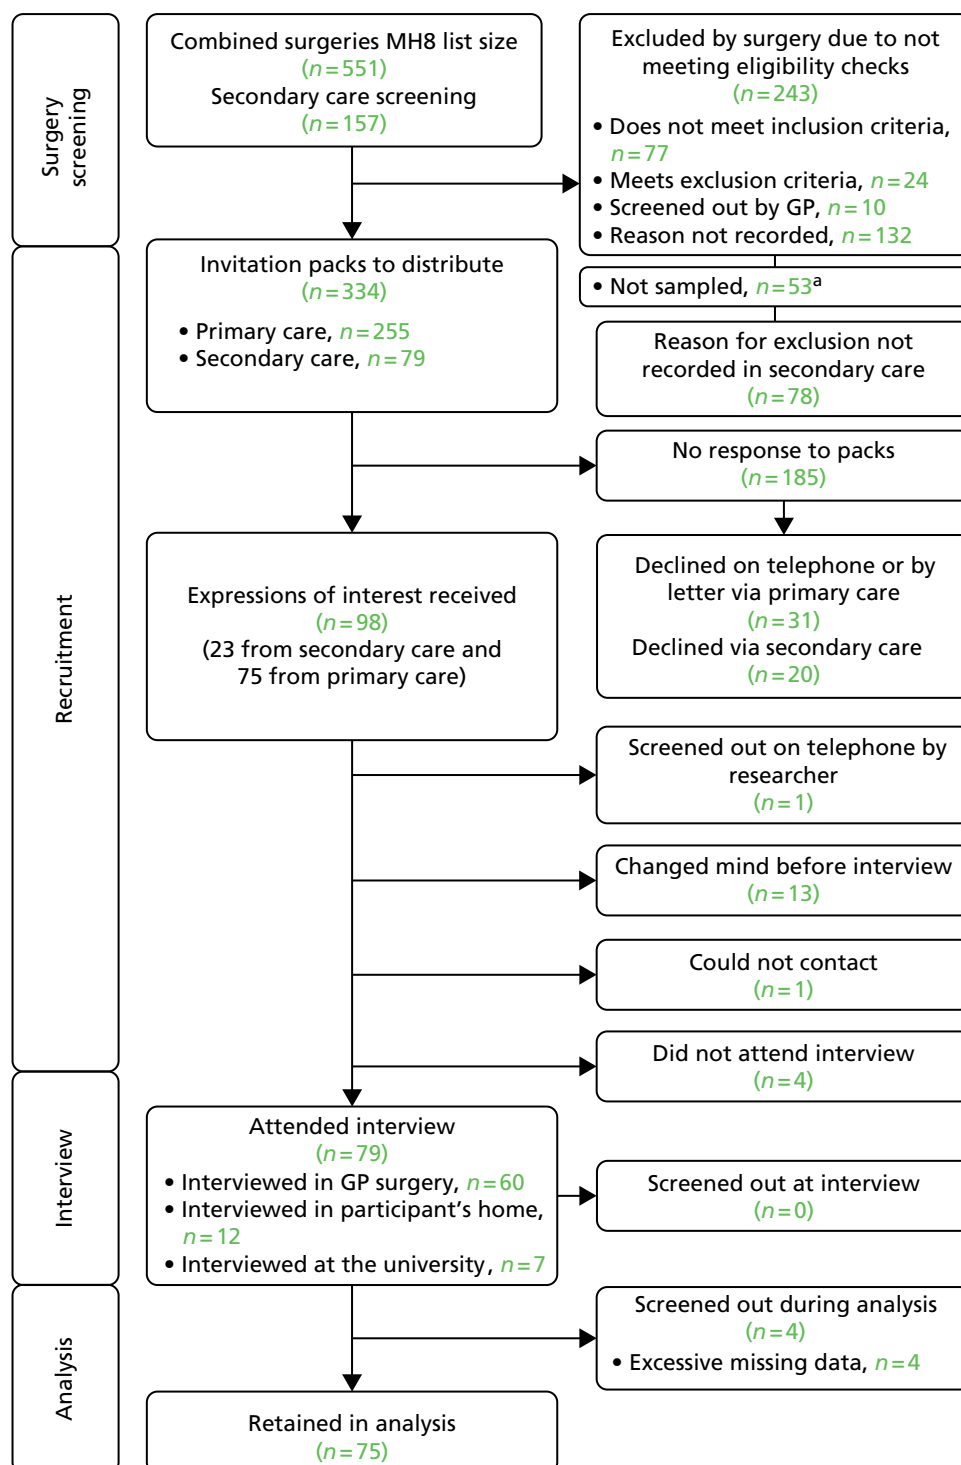 Surgery
screening
Combined surgeries MH8 list size
(n=551)
Secondary care screening
(n=157)
Excluded by surgery due to not
meeting eligibility checks
(n=243)
• Does not meet inclusion criteria,
n=77
• Meets exclusion criteria, n=24
• Screened out by GP, n=10
• Reason not recorded, n=132
• Not sampled, n=53a
Reason for exclusion not
recorded in secondary care
(n=78)
Recruitment
Invitation packs to distribute
(n=334)
• Primary care, n=255
• Secondary care, n=79
No response to packs
(n=185)
Declined on telephone or by
letter via primary care
(n=31)
Declined via secondary care
(n=20)
Expressions of interest received
(n=98)
(23 from secondary care and
75 from primary care)
Screened out on telephone by
researcher
(n=1)
Changed mind before interview
(n=13)
Could not contact
(n=1)
Did not attend interview
(n=4)
Interview
Attended interview
(n=79)
• Interviewed in GP surgery, n=60
• Interviewed in participant's home,
n=12
• Interviewed at the university, n=7
Screened out at interview
(n=0)
Analysis
Screened out during analysis
(n=4)
• Excessive missing data, n=4
Retained in analysis
(n=75)